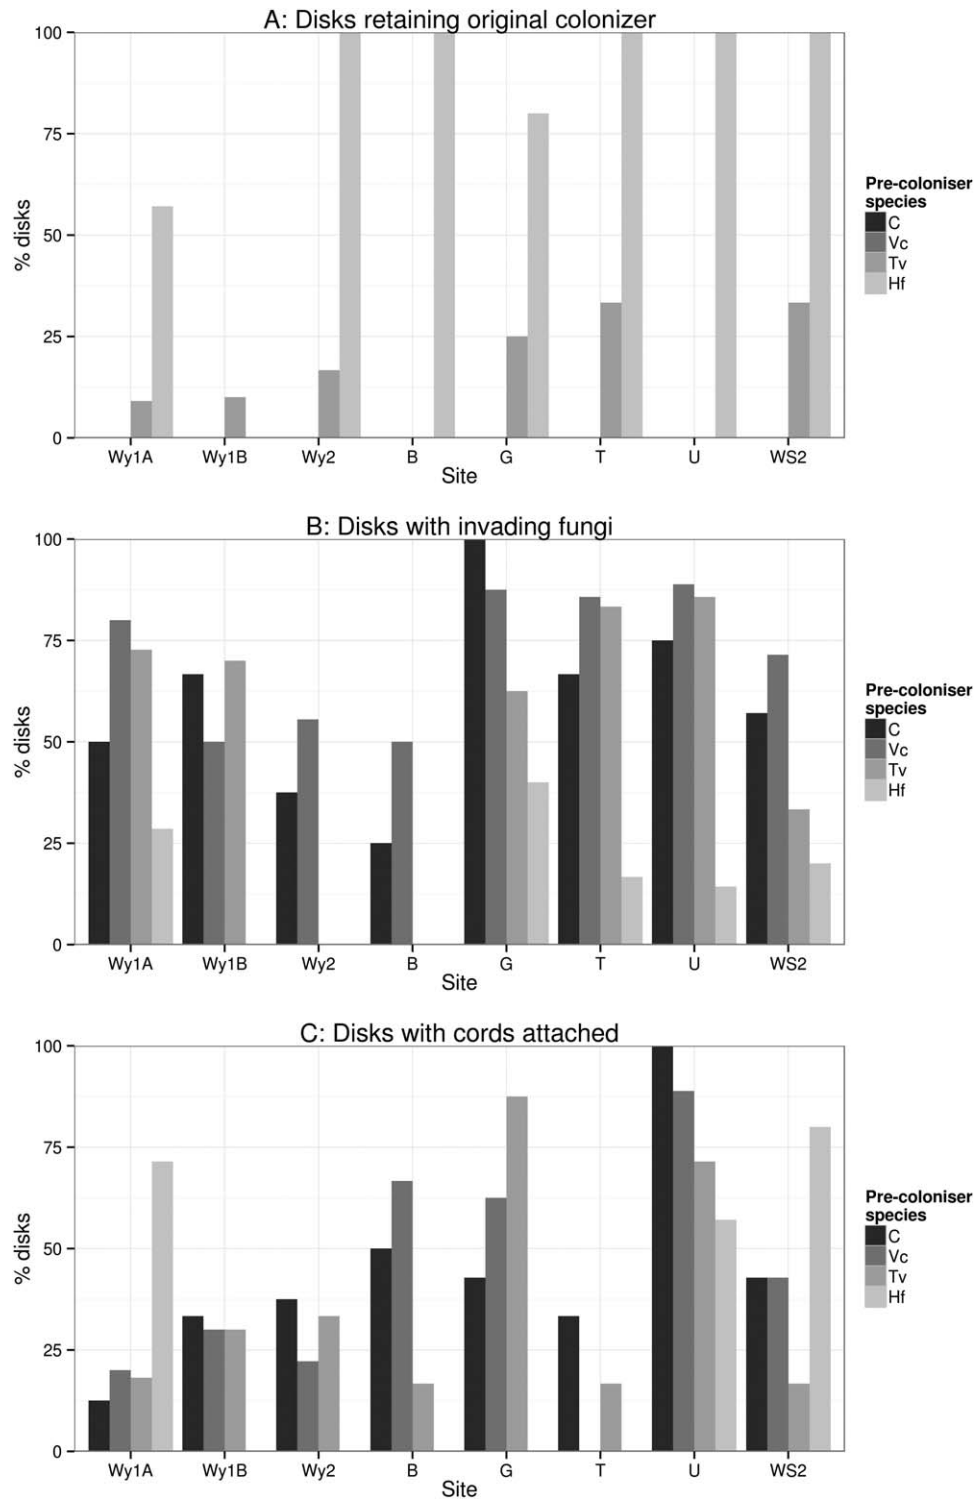 A: Disks retaining original colonizer
100
75
50
25
0
% disks
Wy1A Wy1B Wy2 B G T U WS2
Site
Pre-coloniser
species
C
Vc
Tv
Hf
B: Disks with invading fungi
100
75
50
25
0
% disks
Wy1A Wy1B Wy2 B G T U WS2
Site
Pre-coloniser
species
C
Vc
Tv
Hf
C: Disks with cords attached
100
75
50
25
0
% disks
Wy1A Wy1B Wy2 B G T U WS2
Site
Pre-coloniser
species
C
Vc
Tv
Hf